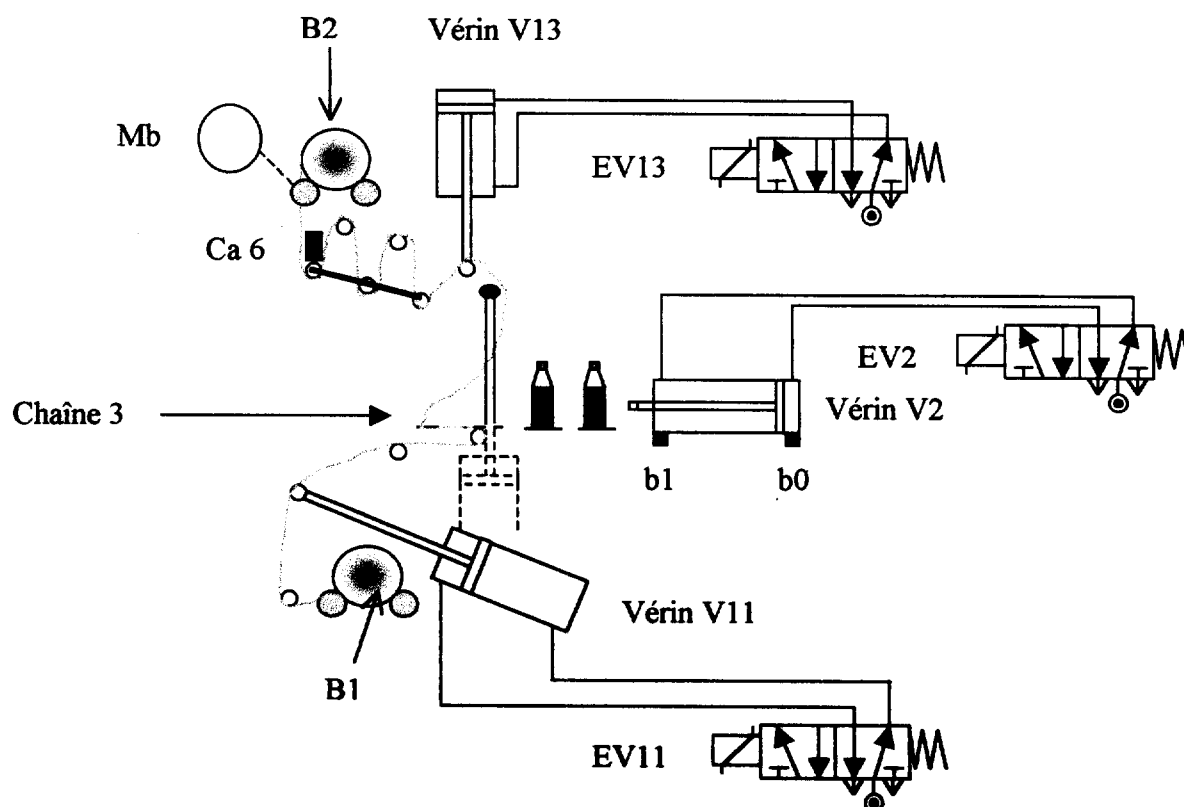 B2
Vérin V13
Mb
EV13
Ca 6
EV2
Chaîne 3
Vérin V2
b1
b0
Vérin V11
B1
EV11